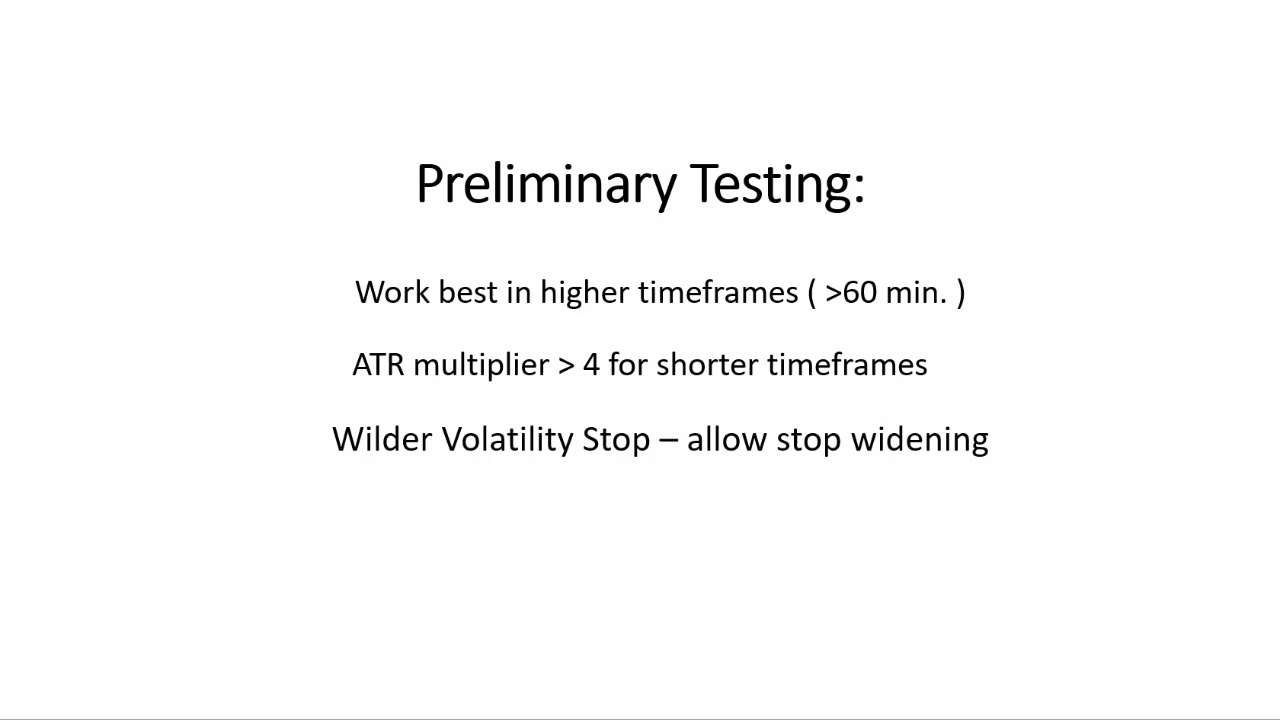 Preliminary Testing:
Work best in higher timeframes ( >60 min. )
ATR multiplier > 4 for shorter timeframes
Wilder Volatility Stop – allow stop widening